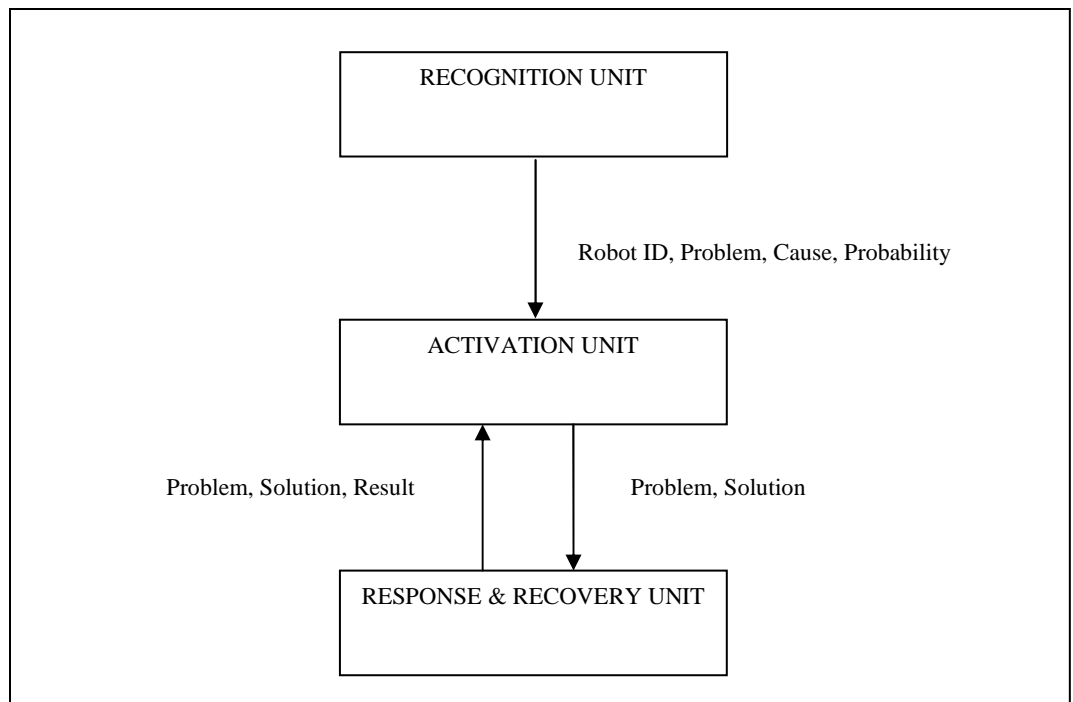 RECOGNITION UNIT
Robot ID, Problem, Cause, Probability
ACTIVATION UNIT
Problem, Solution, Result
Problem, Solution
RESPONSE & RECOVERY UNIT